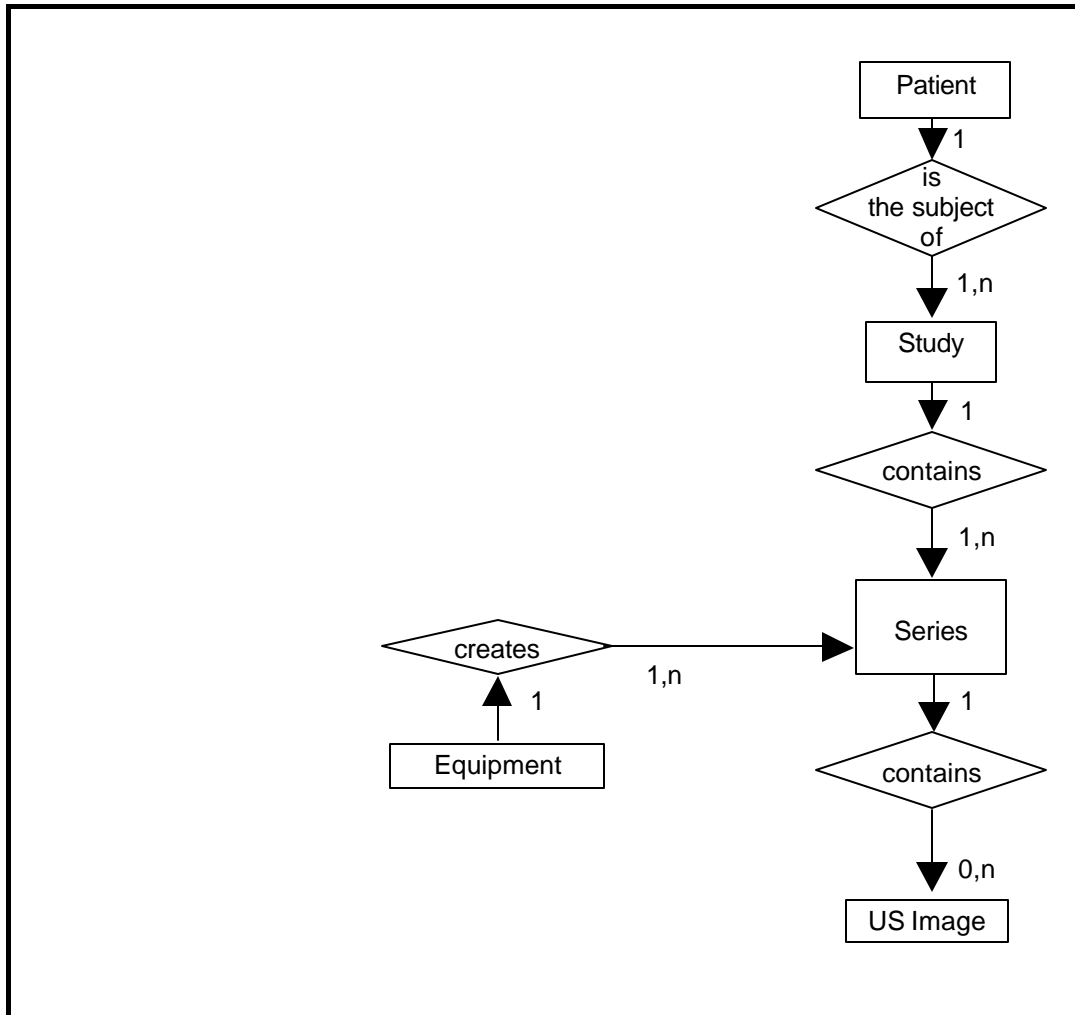 Patient
1
is
the subject
of
1,n
Study
1
contains
1,n
Series
creates
1,n
1
1
Equipment
contains
0,n
US Image